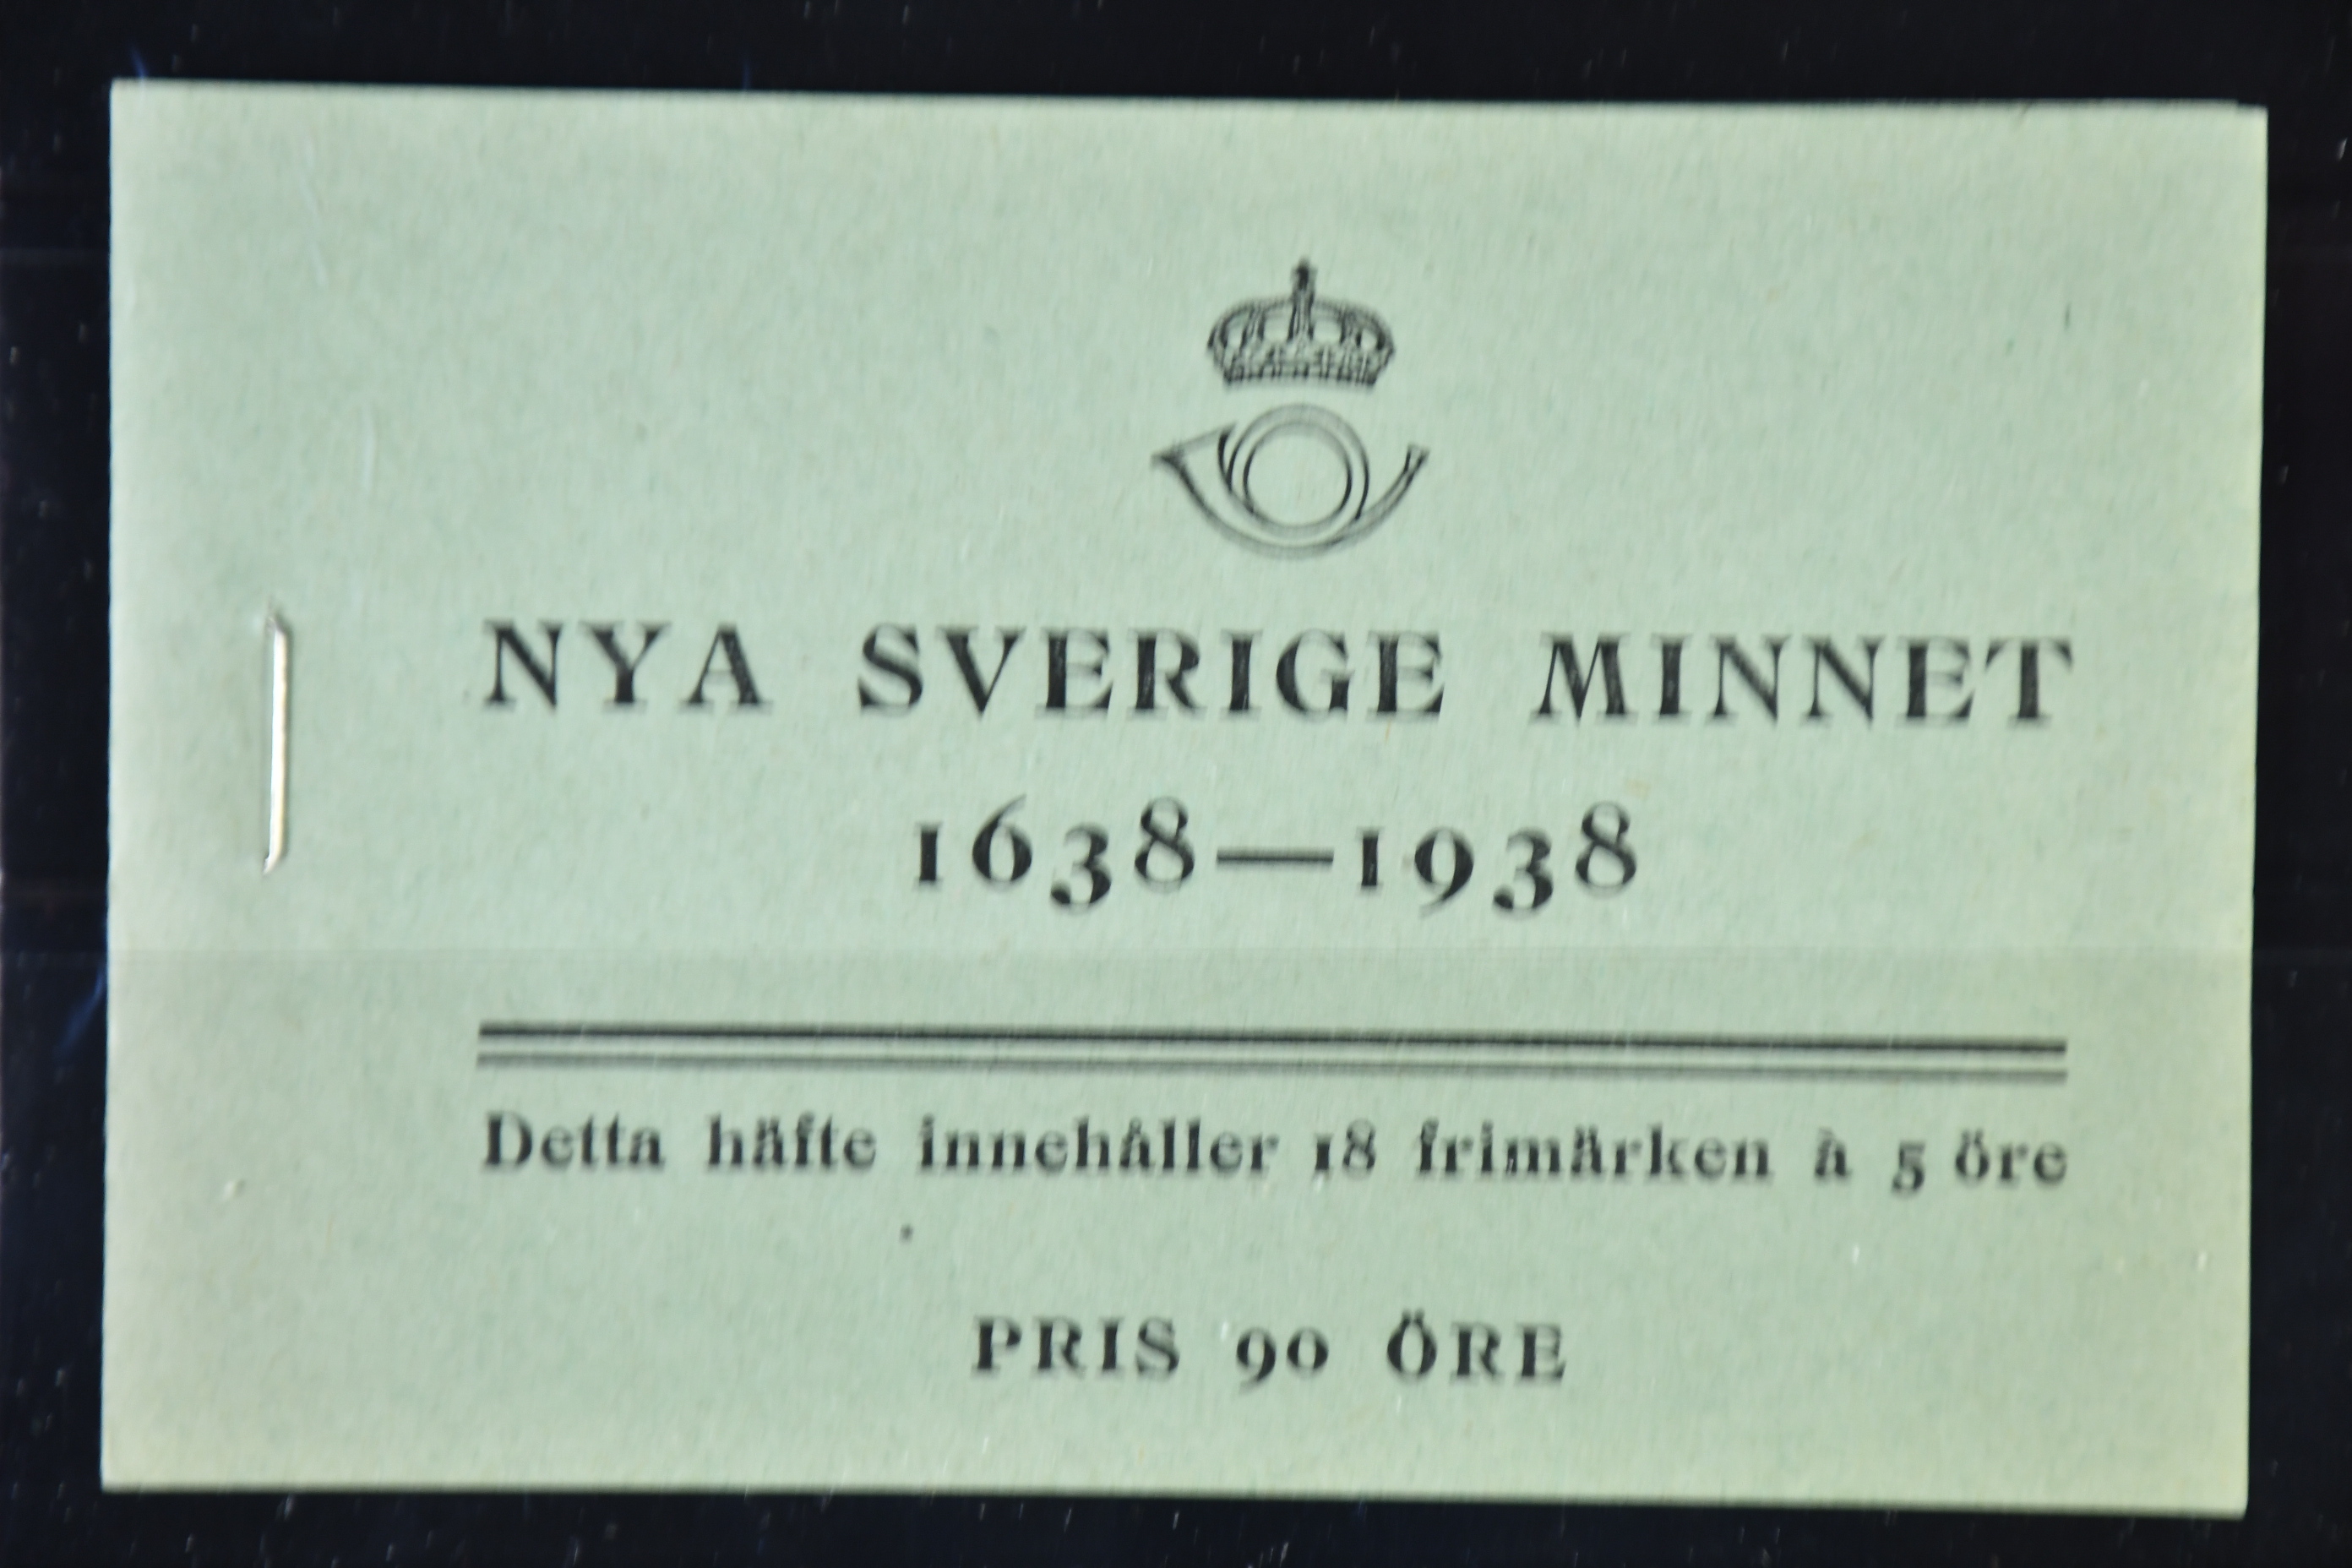 NYA SVERIGE MINNET
1638—1938
Detta häfte innehåller 18 frimärken à 5 öre
PRIS 90 ÖRE